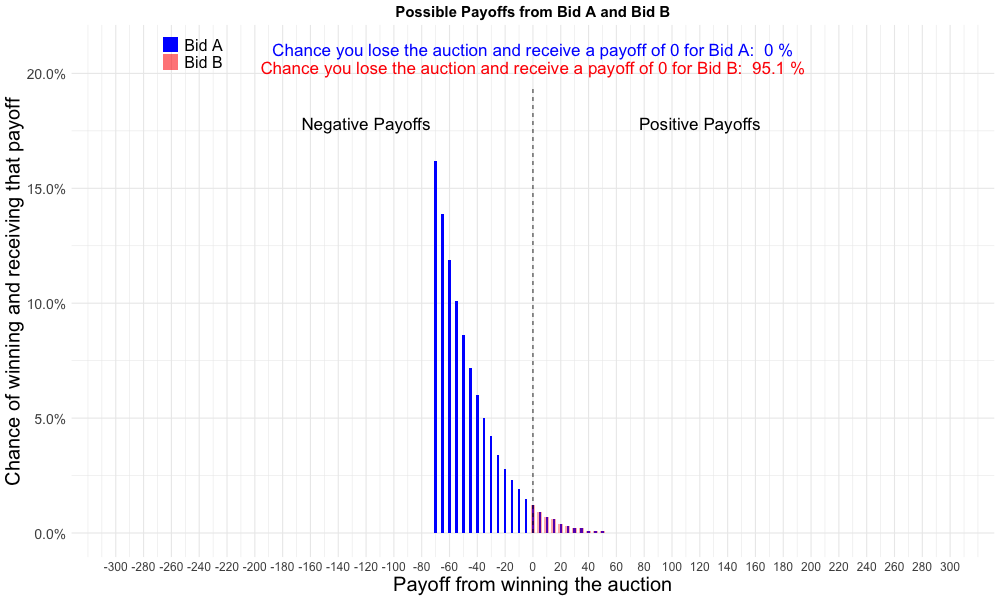 Possible Payoffs from Bid A and Bid B
Bid A
Bid B
Chance you lose the auction and receive a payoff of 0 for Bid A:  0 %
Chance you lose the auction and receive a payoff of 0 for Bid B:  95.1 %
Negative Payoffs
Positive Payoffs
Chance of winning and receiving that payoff
20.0%
15.0%
10.0%
5.0%
0.0%
-300 -280 -260 -240 -220 -200 -180 -160 -140 -120 -100 -80 -60 -40 -20 0 20 40 60 80 100 120 140 160 180 200 220 240 260 280 300
Payoff from winning the auction